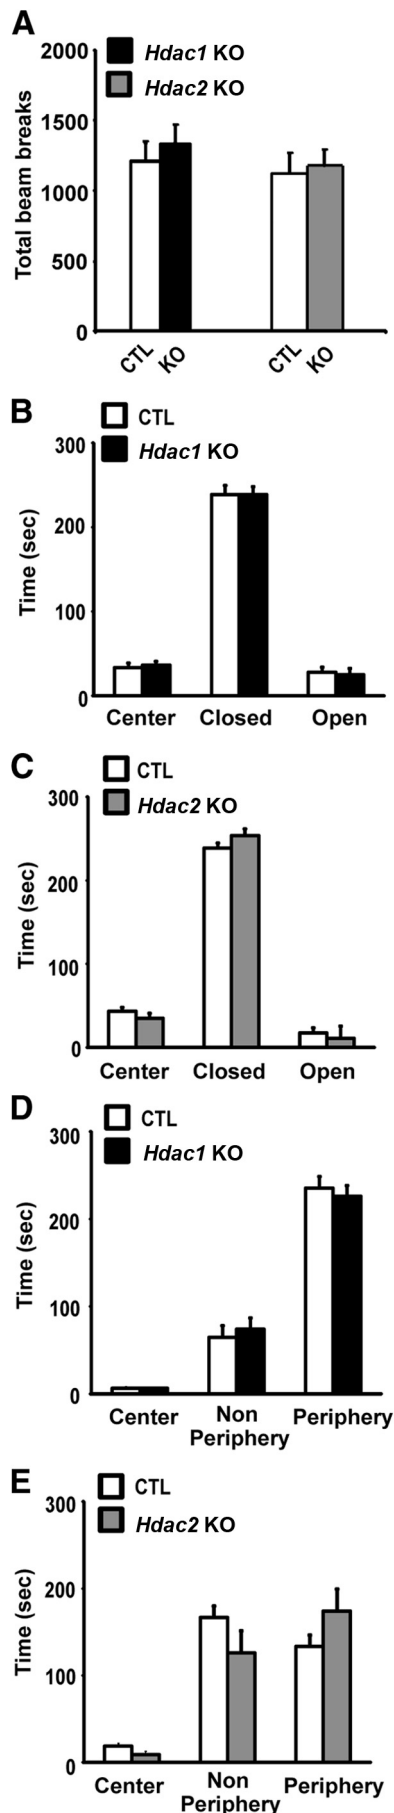 A
Hdac1 KO
Hdac2 KO
Total beam breaks
2000
1500
1000
500
0
CTL KO CTL KO
B
CTL
Hdac1 KO
Time (sec)
300
200
100
0
Center Closed Open
C
CTL
Hdac2 KO
Time (sec)
300
200
100
0
Center Closed Open
D
CTL
Hdac1 KO
Time (sec)
300
200
100
0
Center Non Periphery
Periphery
E
CTL
Hdac2 KO
Time (sec)
300
200
100
0
Center Non Periphery
Periphery